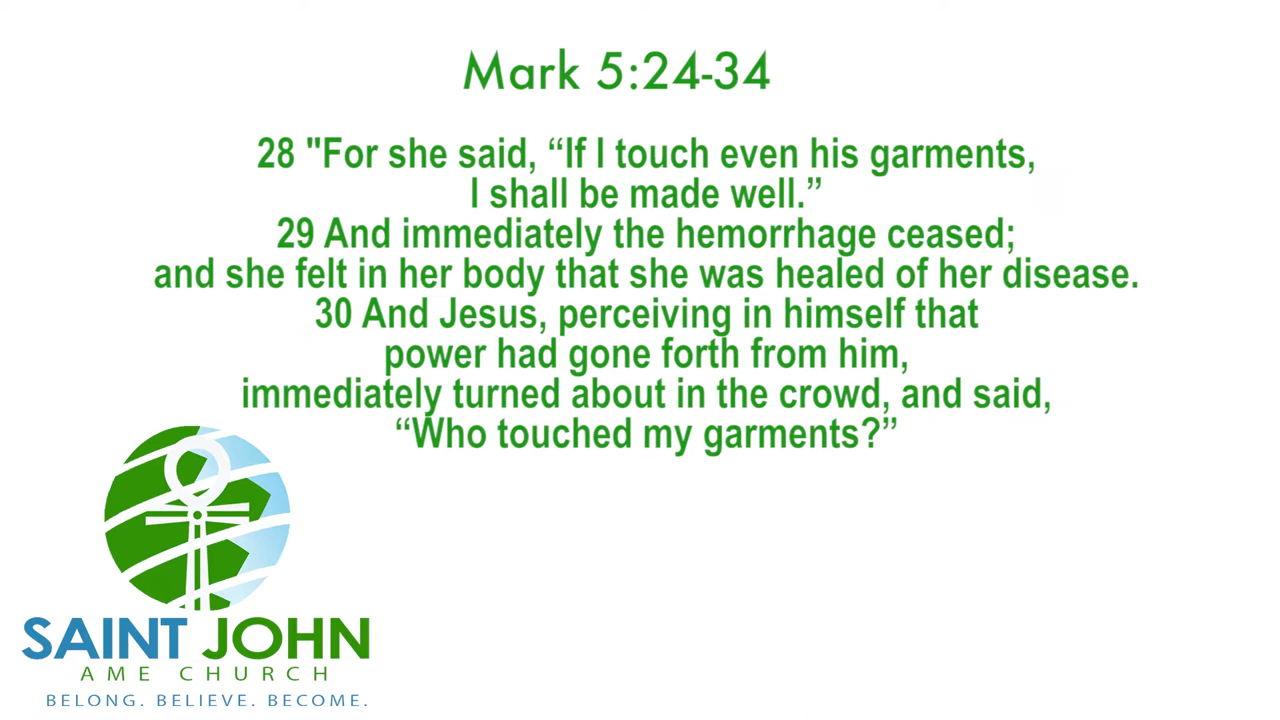 Mark 5:24-34
28 "For she said, “If I touch even his garments,
I shall be made well.”
29 And immediately the hemorrhage ceased;
and she felt in her body that she was healed of her disease.
30 And Jesus, perceiving in himself that
power had gone forth from him,
immediately turned about in the crowd, and said,
“Who touched my garments?”
SAINT JOHN
AME CHURCH
BELONG. BELIEVE. BECOME.